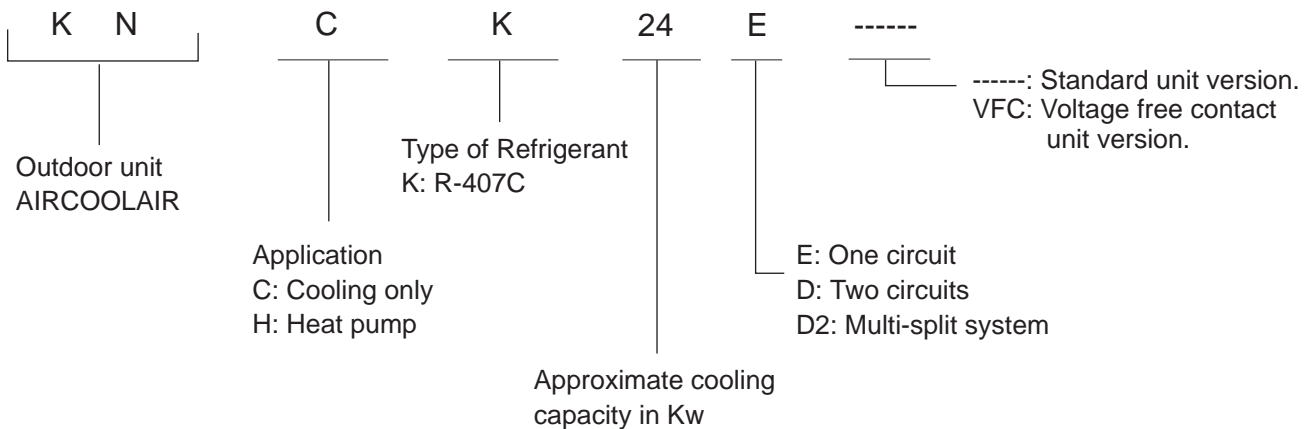 K N C K 24 E ------
------: Standard unit version.
VFC: Voltage free contact
unit version.
Type of Refrigerant
K: R-407C
Outdoor unit
AIRCOOLAIR
Application
C: Cooling only
H: Heat pump
E: One circuit
D: Two circuits
D2: Multi-split system
Approximate cooling
capacity in Kw